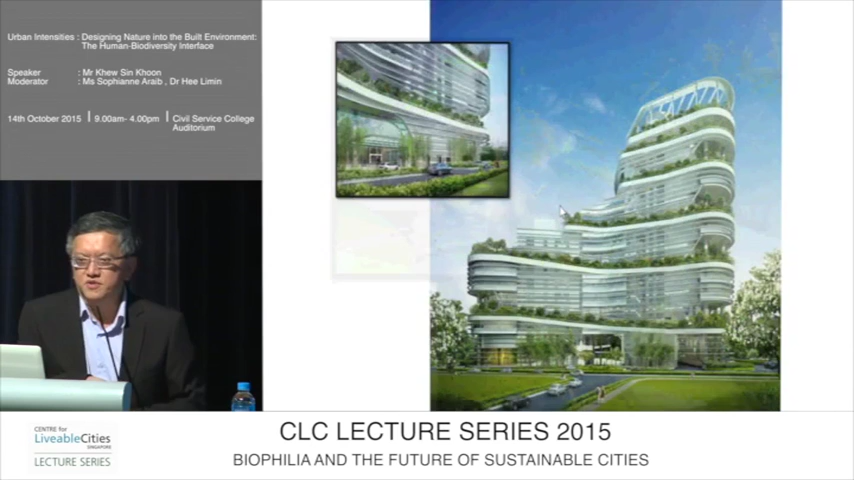 Urban Intensities : Designing Nature into the Built Environment:
The Human-Biodiversity Interface
Speaker : Mr Khew Sin Khoon
Moderator : Ms Sophianne Araib , Dr Hee Limin
14th October 2015 | 9.00am- 4.00pm | Civil Service College
Auditorium
CENTRE for
LiveableCities
SINGAPORE
LECTURE SERIES
CLC LECTURE SERIES 2015
BIOPHILIA AND THE FUTURE OF SUSTAINABLE CITIES